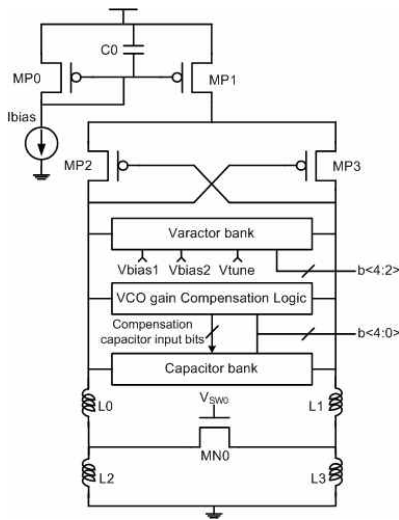 C0
MP0
MP1
Ibias
MP2
MP3
Varactor bank
Vbias1 Vbias2 Vtune
b<4:2>
VCO gain Compensation Logic
Compensation
capacitor input bits
b<4:0>
Capacitor bank
L0
VSW0
L1
MN0
L2
L3